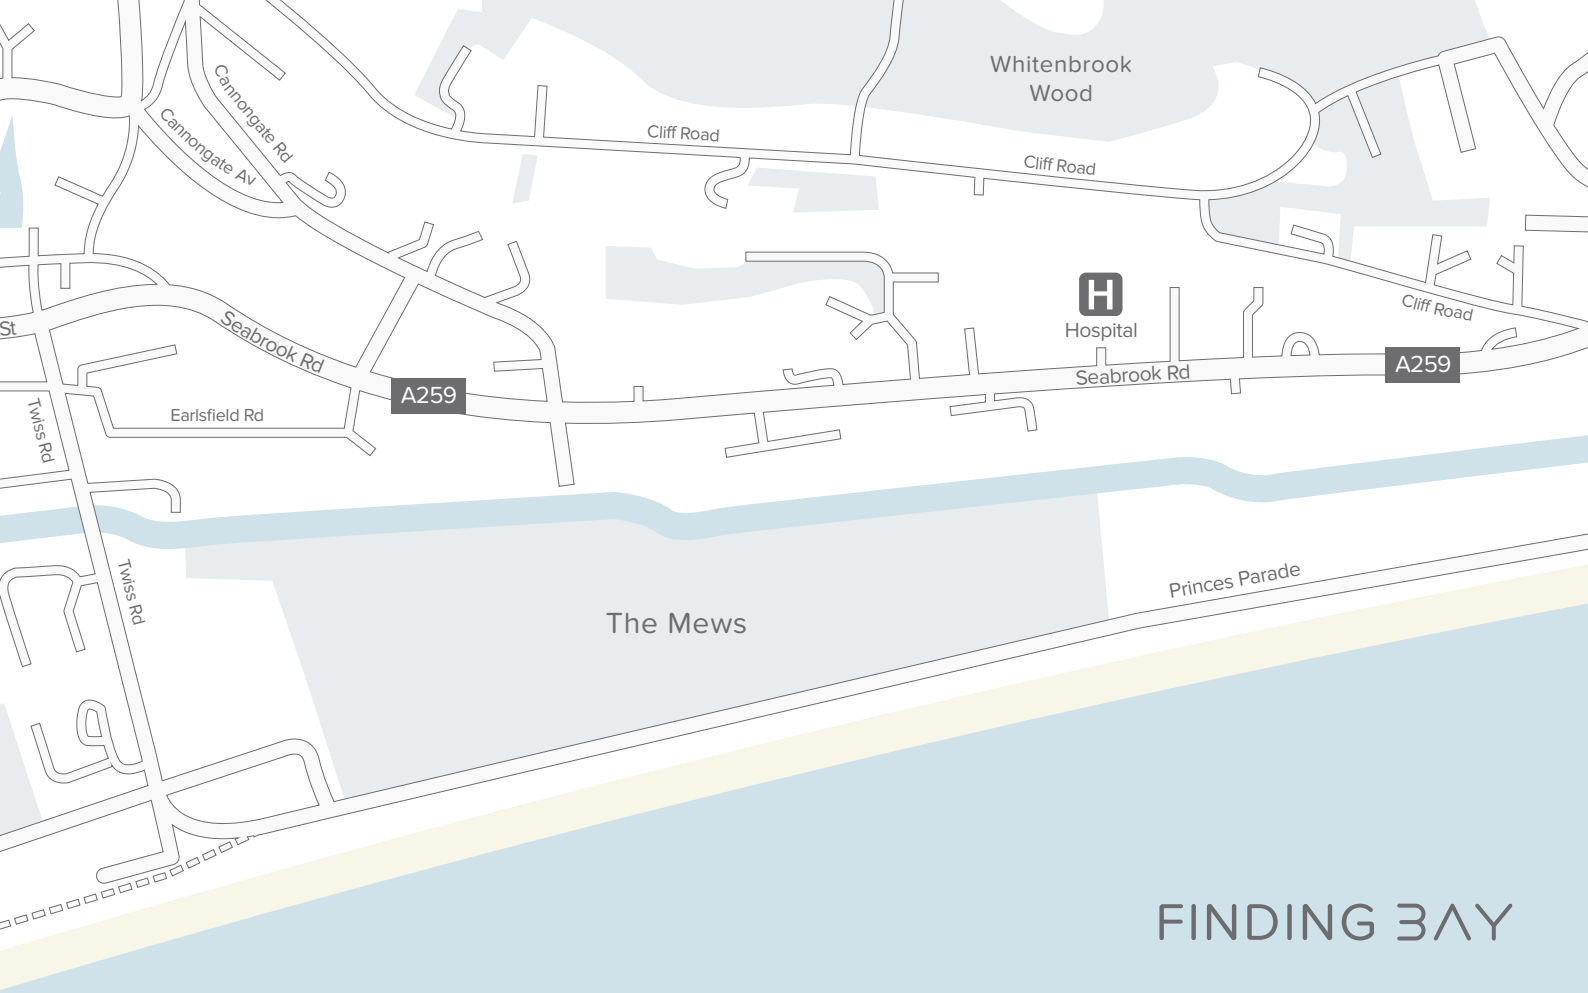 Whitenbrook
Wood
Cannongate Rd
Cannongate Av
Cliff Road
Cliff Road
Cliff Road
H
Hospital
St
Seabrook Rd
A259
Seabrook Rd
A259
Twiss Rd
Earlsfield Rd
Twiss Rd
The Mews
Princes Parade
FINDING BAY